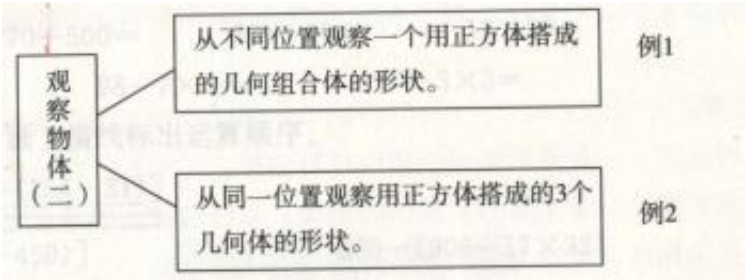 从不同位置观察一个用正方体搭成
的几何组合体的形状。
例1
观察物体（二）
从同一位置观察用正方体搭成的3个
几何体的形状。
例2